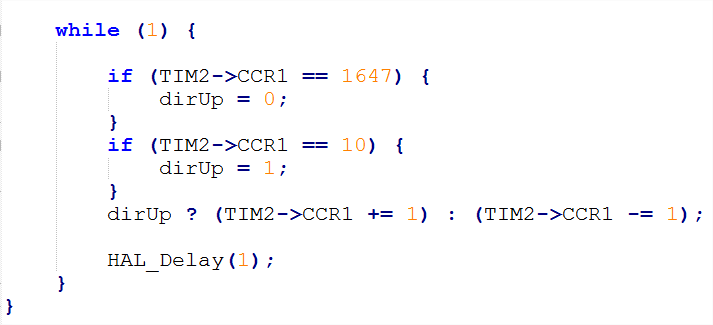 while (1) {
if (TIM2->CCR1 == 1647) {
dirUp = 0;
}
if (TIM2->CCR1 == 10) {
dirUp = 1;
}
dirUp ? (TIM2->CCR1 += 1) : (TIM2->CCR1 -= 1);
HAL_Delay(1);
}
}